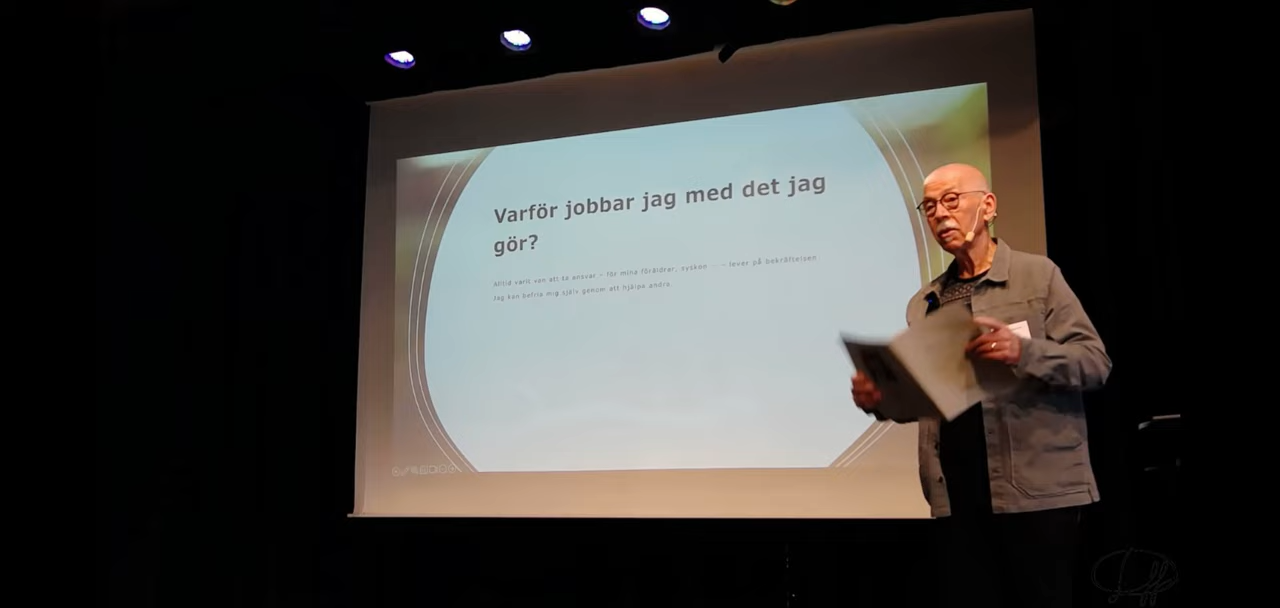 Varför jobbar jag med det jag
gör?
Alltid varit van att ta ansvar – för mina föräldrar, syskon ... – lever på bekräftelsen
Jag kan befria mig själv genom att hjälpa andra.